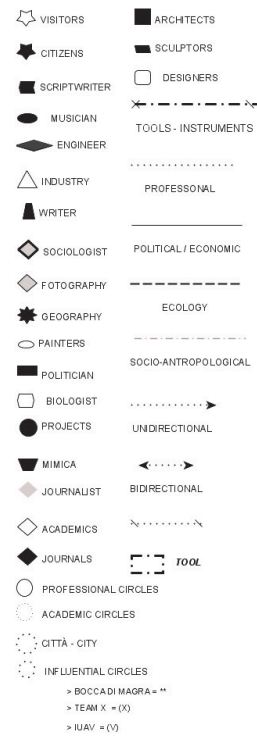 VISITORS
CITIZENS
SCRIPTWRITER
MUSICIAN
ENGINEER
INDUSTRY
WRITER
SOCIOLOGIST
FOTOGRAPHY
GEOGRAPHY
PAINTERS
POLITICIAN
BIOLOGIST
PROJECTS
MIMICA
JOURNALIST
ACADEMICS
JOURNALS
PROFESSIONAL CIRCLES
ACADEMIC CIRCLES
CITTÀ - CITY
INFLUENTIAL CIRCLES
> BOCCA DI MAGRA = **
> TEAM X = (X)
> IUAV = (V)
ARCHITECTS
SCULPTORS
DESIGNERS
TOOLS - INSTRUMENTS
PROFESSONAL
POLITICAL / ECONOMIC
ECOLOGY
SOCIO-ANTROPOLOGICAL
UNIDIRECTIONAL
BIDIRECTIONAL
TOOL